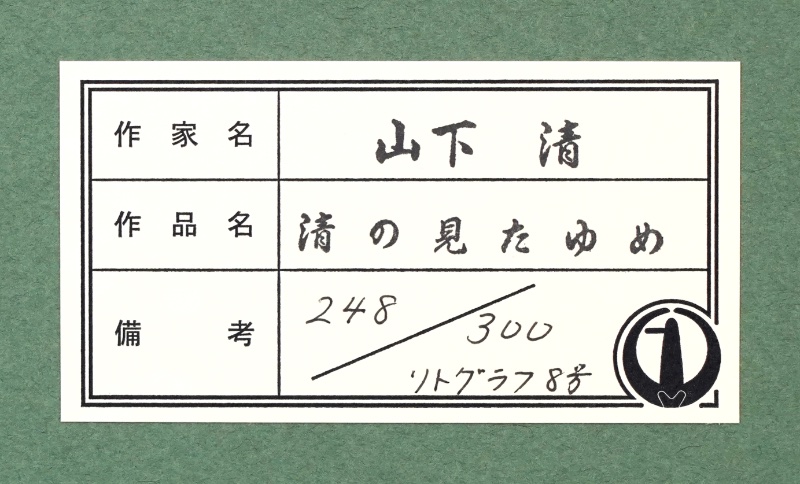 作家名 山下 清
作品名 清の見たゆめ
備考 248/300
リトグラフ8号